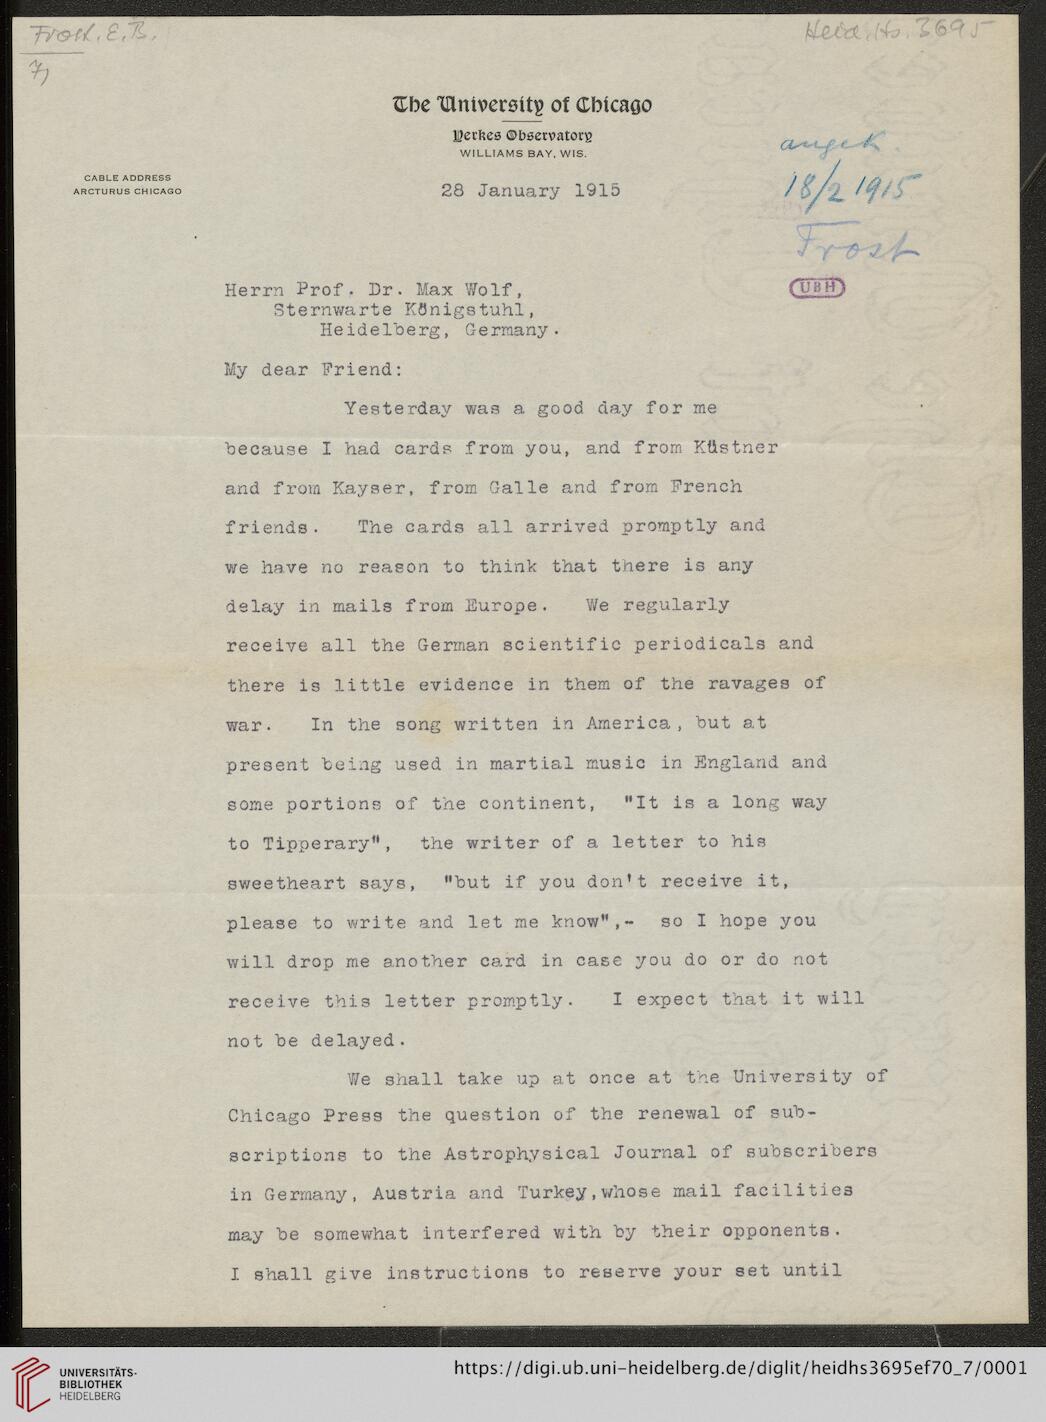 Frost. E. B.
7)
Heid. Hs. 3695
The University of Chicago
Yerkes Observatory
WILLIAMS BAY, WIS.
CABLE ADDRESS
ARCTURUS CHICAGO
28 January 1915
angek.
18/2 1915
Frost
UBH
Herrn Prof. Dr. Max Wolf,
Sternwarte Königstuhl,
Heidelberg, Germany.
My dear Friend:
Yesterday was a good day for me
because I had cards from you, and from Küstner
and from Kayser, from Galle and from French
friends. The cards all arrived promptly and
we have no reason to think that there is any
delay in mails from Europe. We regularly
receive all the German scientific periodicals and
there is little evidence in them of the ravages of
war. In the song written in America, but at
present being used in martial music in England and
some portions of the continent, "It is a long way
to Tipperary", the writer of a letter to his
sweetheart says, "but if you don't receive it,
please to write and let me know",- so I hope you
will drop me another card in case you do or do not
receive this letter promptly. I expect that it will
not be delayed.
We shall take up at once at the University of
Chicago Press the question of the renewal of sub-
scriptions to the Astrophysical Journal of subscribers
in Germany, Austria and Turkey,whose mail facilities
may be somewhat interfered with by their opponents.
I shall give instructions to reserve your set until
UNIVERSITÄTS-
BIBLIOTHEK
HEIDELBERG
https://digi.ub.uni-heidelberg.de/diglit/heidhs3695ef70_7/0001